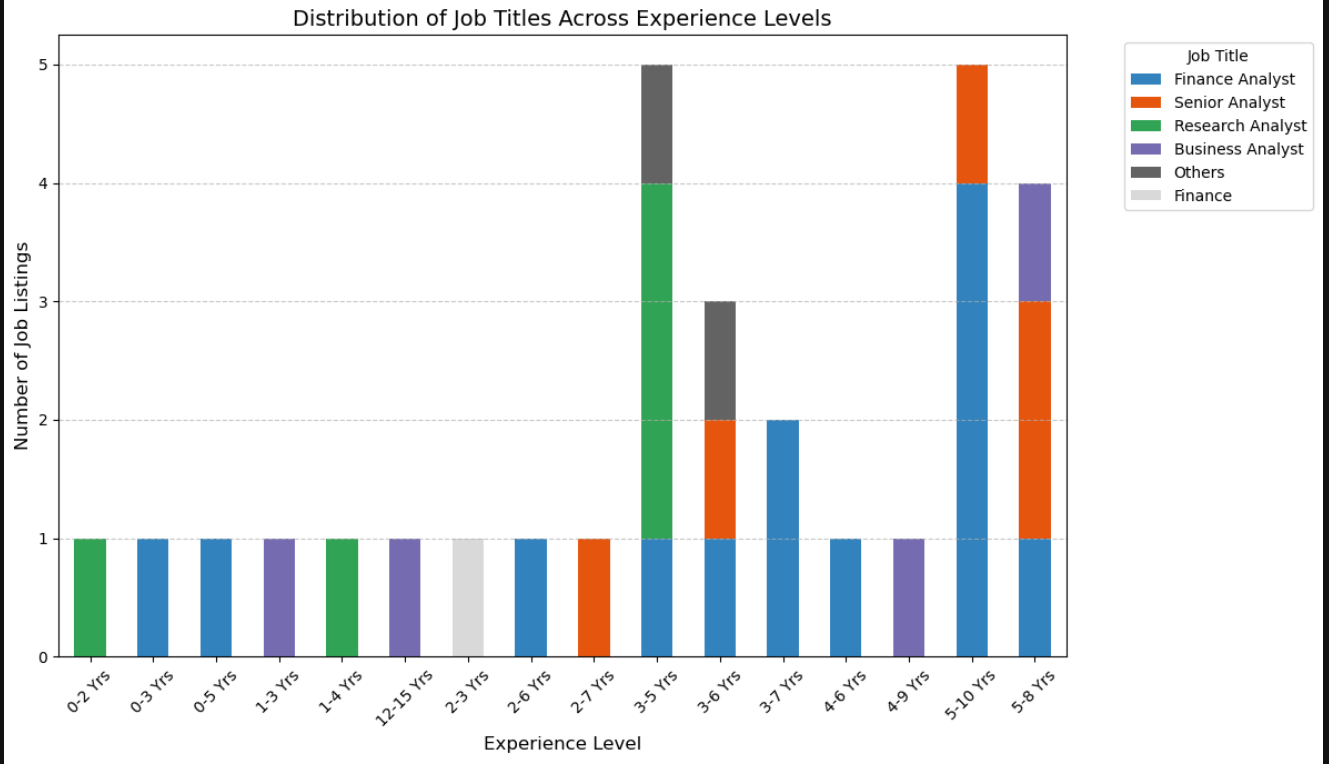 Distribution of Job Titles Across Experience Levels
Number of Job Listings
5
4
3
2
1
0
0-2 Yrs
0-3 Yrs
0-5 Yrs
1-3 Yrs
1-4 Yrs
12-15 Yrs
2-3 Yrs
2-6 Yrs
2-7 Yrs
3-5 Yrs
3-6 Yrs
3-7 Yrs
4-6 Yrs
4-9 Yrs
5-10 Yrs
5-8 Yrs
Experience Level
Job Title
Finance Analyst
Senior Analyst
Research Analyst
Business Analyst
Others
Finance